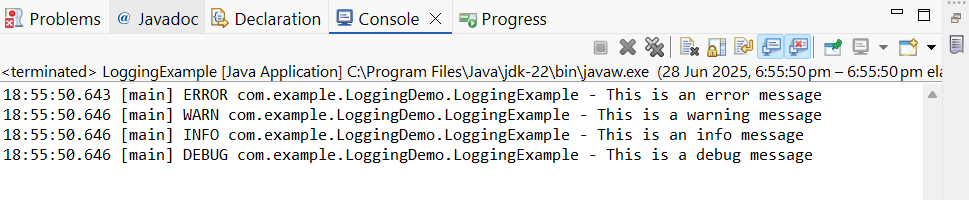 Problems @ Javadoc Declaration Console Progress
<terminated> LoggingExample [Java Application] C:\Program Files\Java\jdk-22\bin\javaw.exe (28 Jun 2025, 6:55:50 pm – 6:55:50 pm ela
18:55:50.643 [main] ERROR com.example.LoggingDemo.LoggingExample - This is an error message
18:55:50.646 [main] WARN com.example.LoggingDemo.LoggingExample - This is a warning message
18:55:50.646 [main] INFO com.example.LoggingDemo.LoggingExample - This is an info message
18:55:50.646 [main] DEBUG com.example.LoggingDemo.LoggingExample - This is a debug message